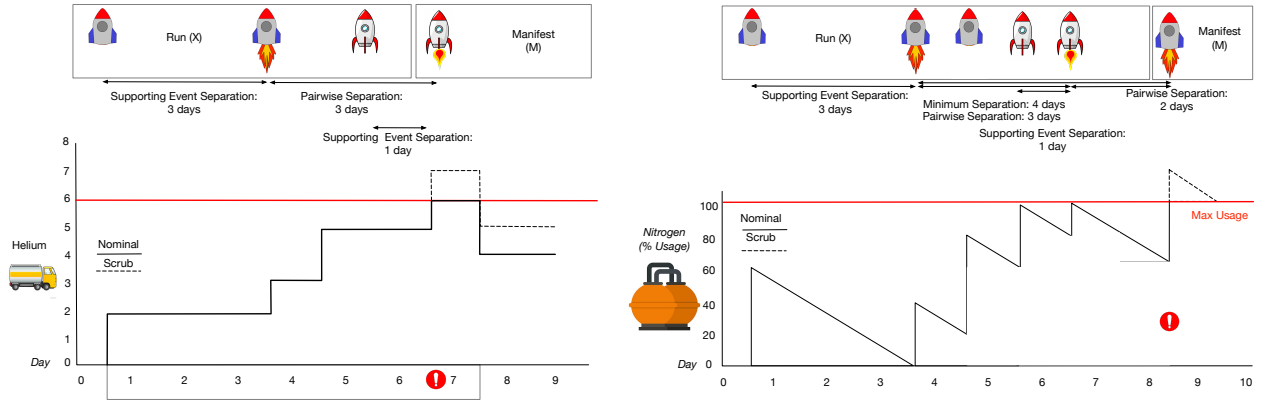 Run (X)
Manifest
(M)
Supporting Event Separation:
3 days
Pairwise Separation:
3 days
Supporting Event Separation:
1 day
8
7
6
5
4
3
2
1
0
Helium
Nominal
Scrub
Day
0 1 2 3 4 5 6 7 8 9
Run (X)
Manifest
(M)
Supporting Event Separation:
3 days
Minimum Separation: 4 days
Pairwise Separation: 3 days
Pairwise Separation:
2 days
Supporting Event Separation:
1 day
Nitrogen
(% Usage)
100
80
60
40
20
0
Nominal
Scrub
Max Usage
Day
0 1 2 3 4 5 6 7 8 9 10